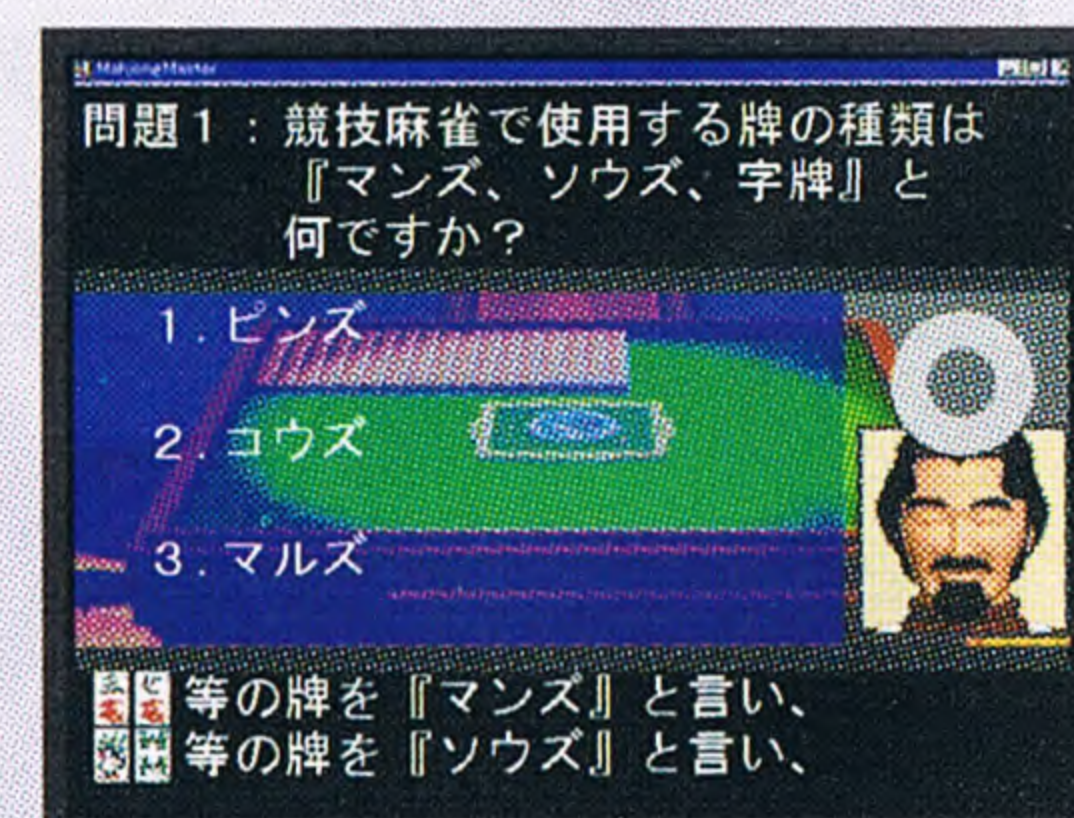 Mahjong Master
問題1：競技麻雀で使用する牌の種類は
『マンズ、ソウズ、字牌』と
何ですか？
1．ピンズ
2．コウズ
3．マルズ
等の牌を『マンズ』と言い、
等の牌を『ソウズ』と言い、